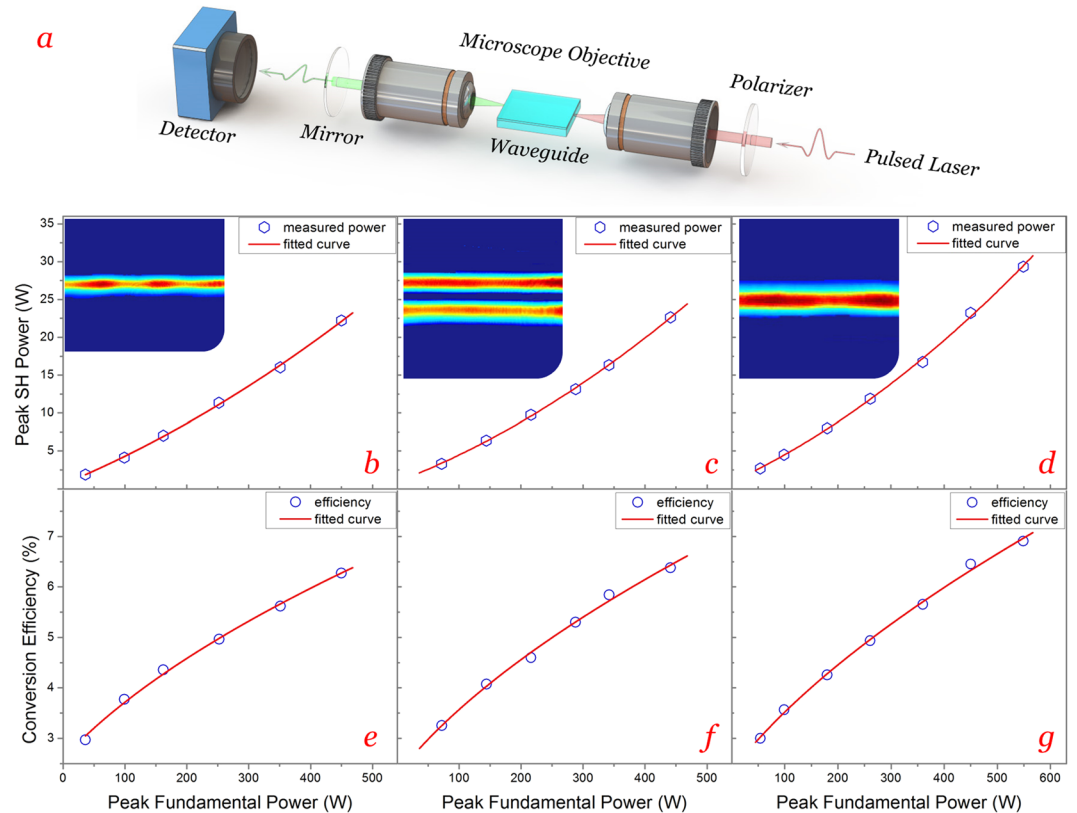 a
Microscope Objective
Polarizer
Detector
Mirror
Waveguide
Pulsed Laser
Peak SH Power (W)
35
30
25
20
15
10
5
measured power
fitted curve
b
measured power
fitted curve
c
measured power
fitted curve
d
Conversion Efficiency (%)
7
6
5
4
3
efficiency
fitted curve
e
efficiency
fitted curve
f
efficiency
fitted curve
g
0 100 200 300 400 500
100 200 300 400 500
100 200 300 400 500 600
Peak Fundamental Power (W)
Peak Fundamental Power (W)
Peak Fundamental Power (W)